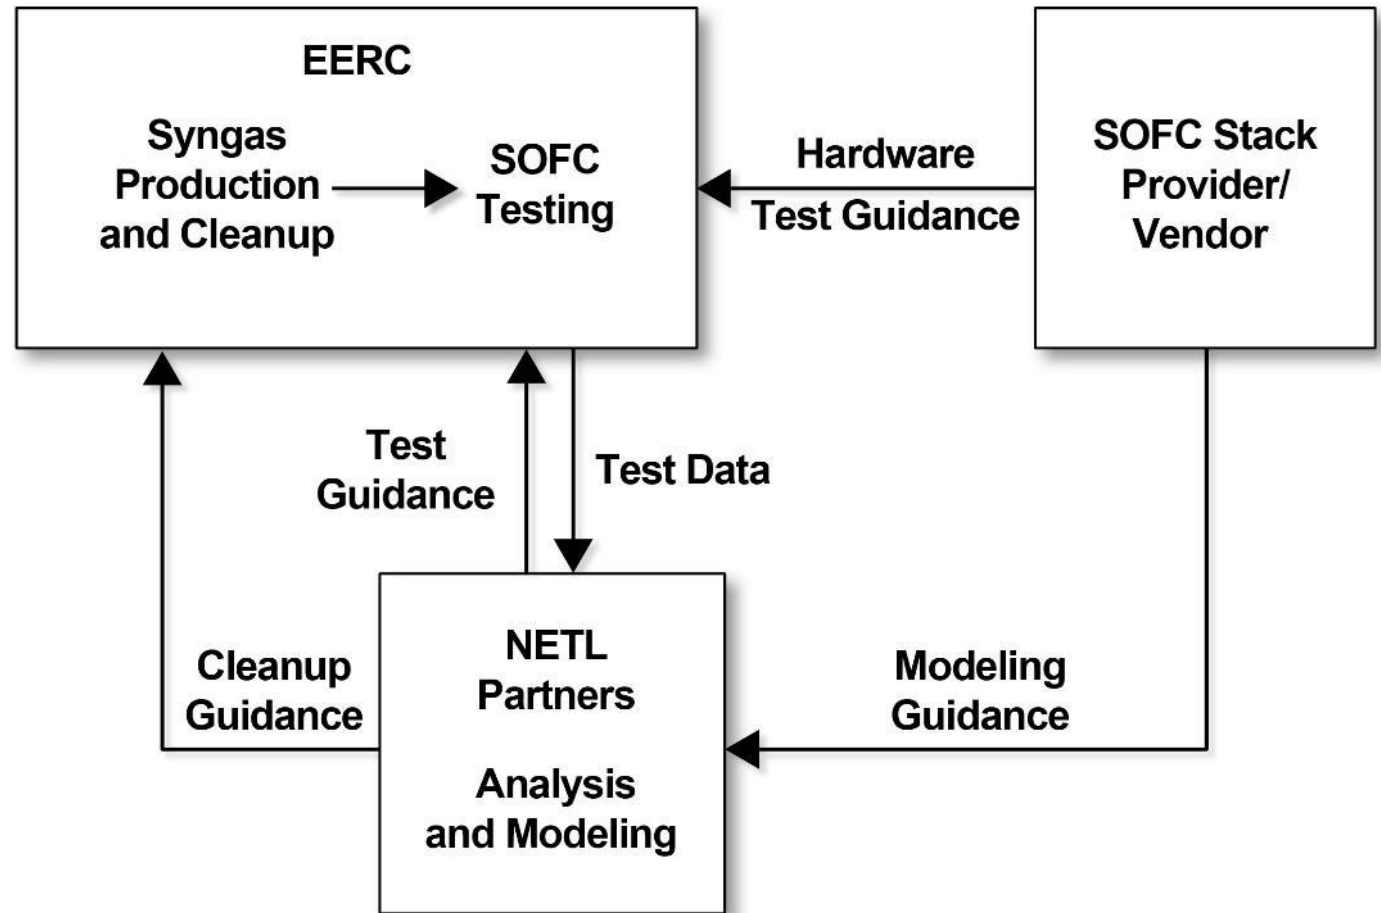 EERC
Syngas
Production
and Cleanup
SOFC
Testing
Hardware
Test Guidance
SOFC Stack
Provider/
Vendor
Test
Guidance
Test Data
Cleanup
Guidance
NETL
Partners
Analysis
and Modeling
Modeling
Guidance